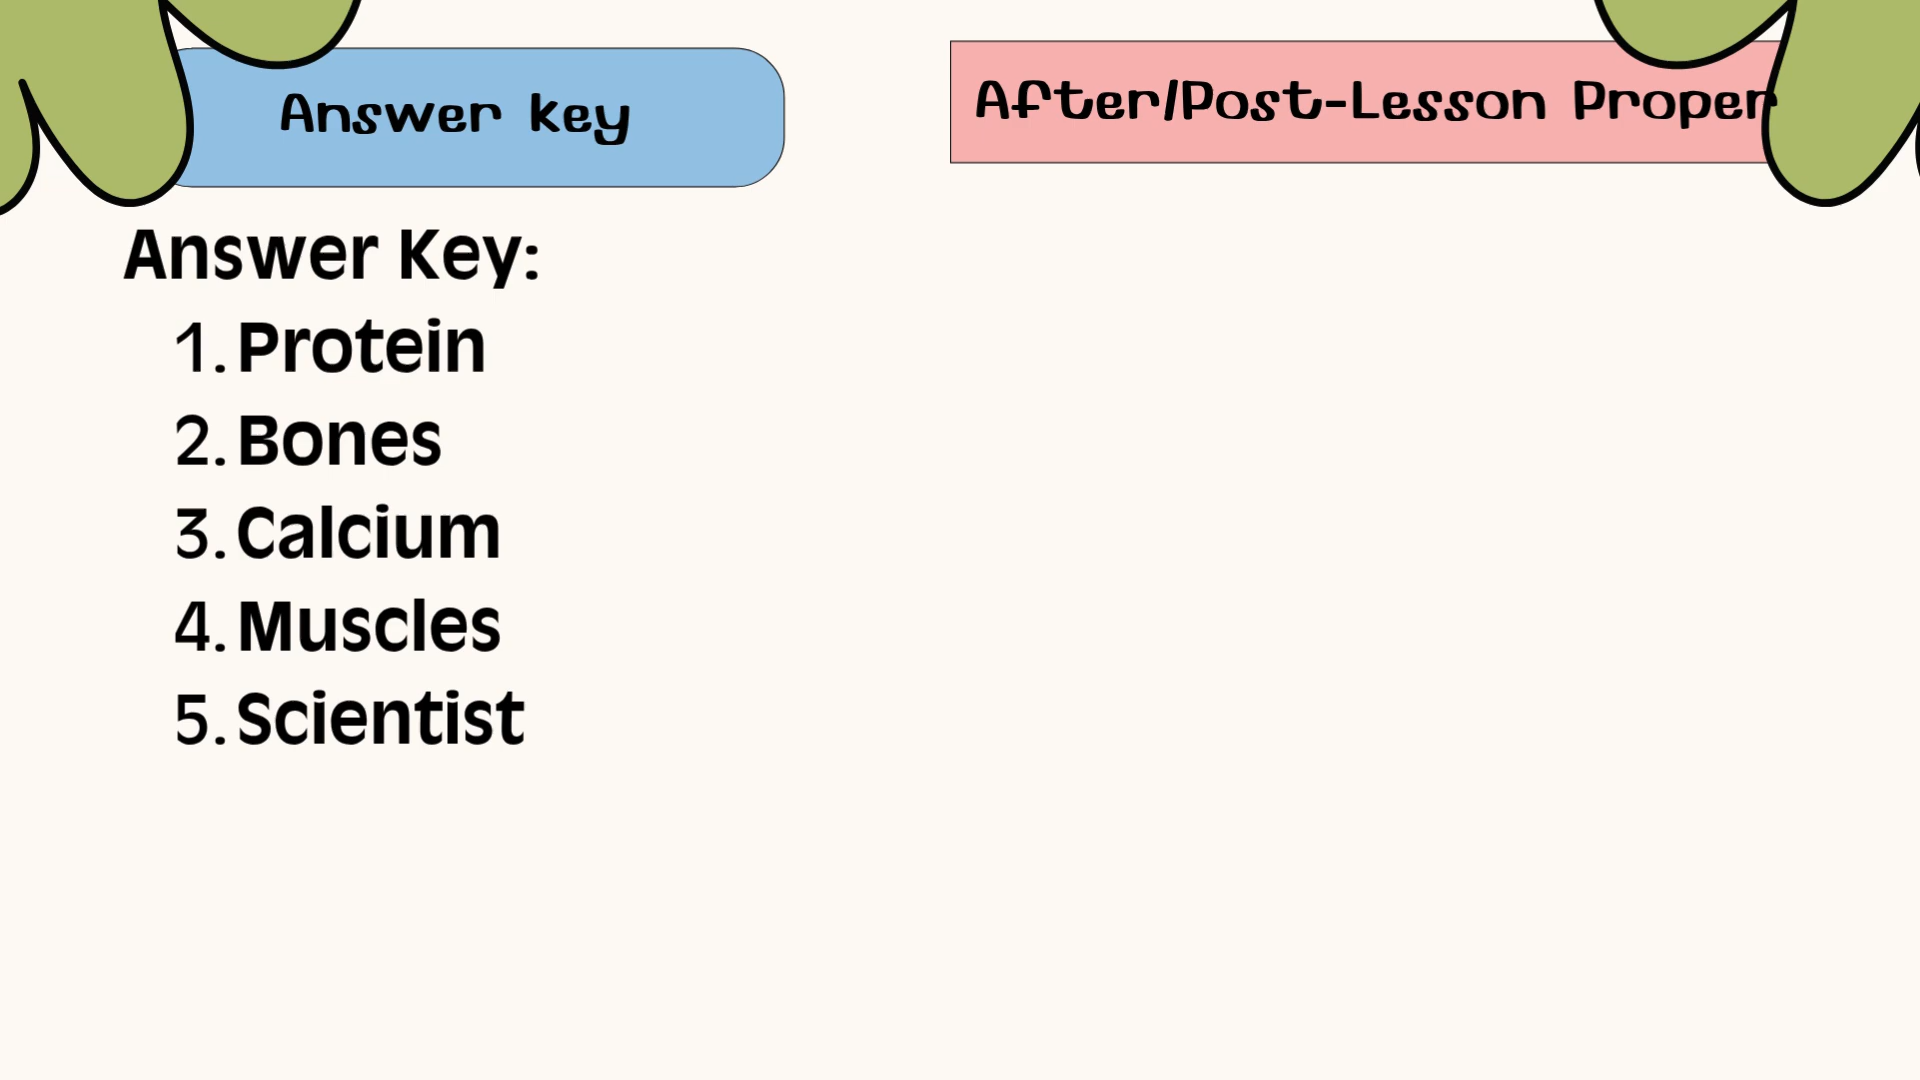 Answer key
After/Post-Lesson Proper
Answer Key:
1. Protein
2. Bones
3. Calcium
4. Muscles
5. Scientist